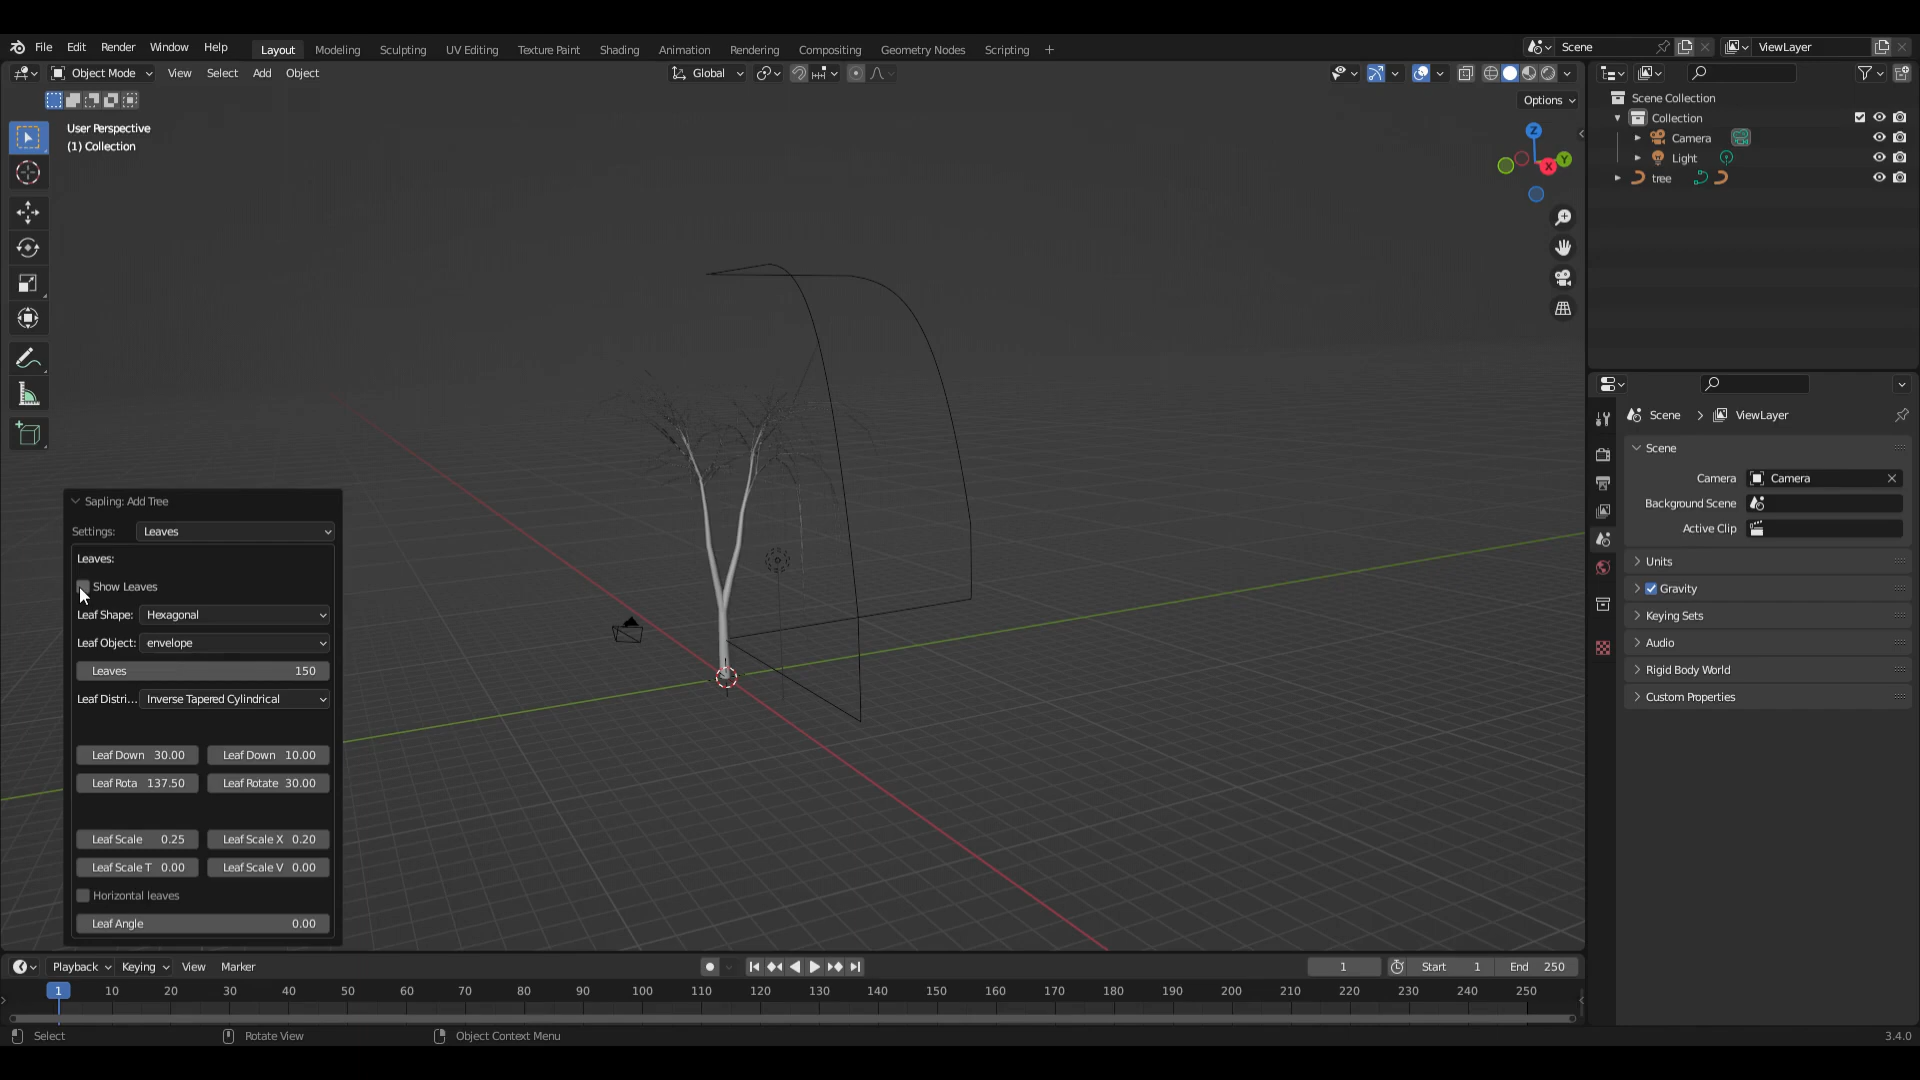 File Edit Render Window Help Layout Modeling Sculpting UV Editing Texture Paint Shading Animation Rendering Compositing Geometry Nodes Scripting + Scene ViewLayer
Object Mode View Select Add Object Global
Options
User Perspective
(1) Collection
Z
Y
X
Scene Collection
Collection
Camera
Light
tree
Sapling: Add Tree
Settings: Leaves
Leaves:
Show Leaves
Leaf Shape: Hexagonal
Leaf Object: envelope
Leaves 150
Leaf Distri... Inverse Tapered Cylindrical
Leaf Down 30.00 Leaf Down 10.00
Leaf Rota 137.50 Leaf Rotate 30.00
Leaf Scale 0.25 Leaf Scale X 0.20
Leaf Scale T 0.00 Leaf Scale V 0.00
Horizontal leaves
Leaf Angle 0.00
Scene > ViewLayer
Scene
Camera Camera
Background Scene
Active Clip
Units
Gravity
Keying Sets
Audio
Rigid Body World
Custom Properties
Playback Keying View Marker 1 Start 1 End 250
1 10 20 30 40 50 60 70 80 90 100 110 120 130 140 150 160 170 180 190 200 210 220 230 240 250
Select Rotate View Object Context Menu 3.4.0